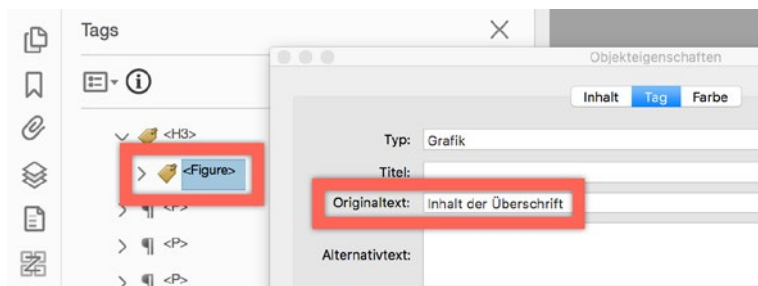 Tags
Objekteigenschaften
Inhalt Tag Farbe
<H3>
Typ: Grafik
<Figure>
Titel:
<P>
Originaltext: Inhalt der Überschrift
<P>
Alternativtext:
<P>